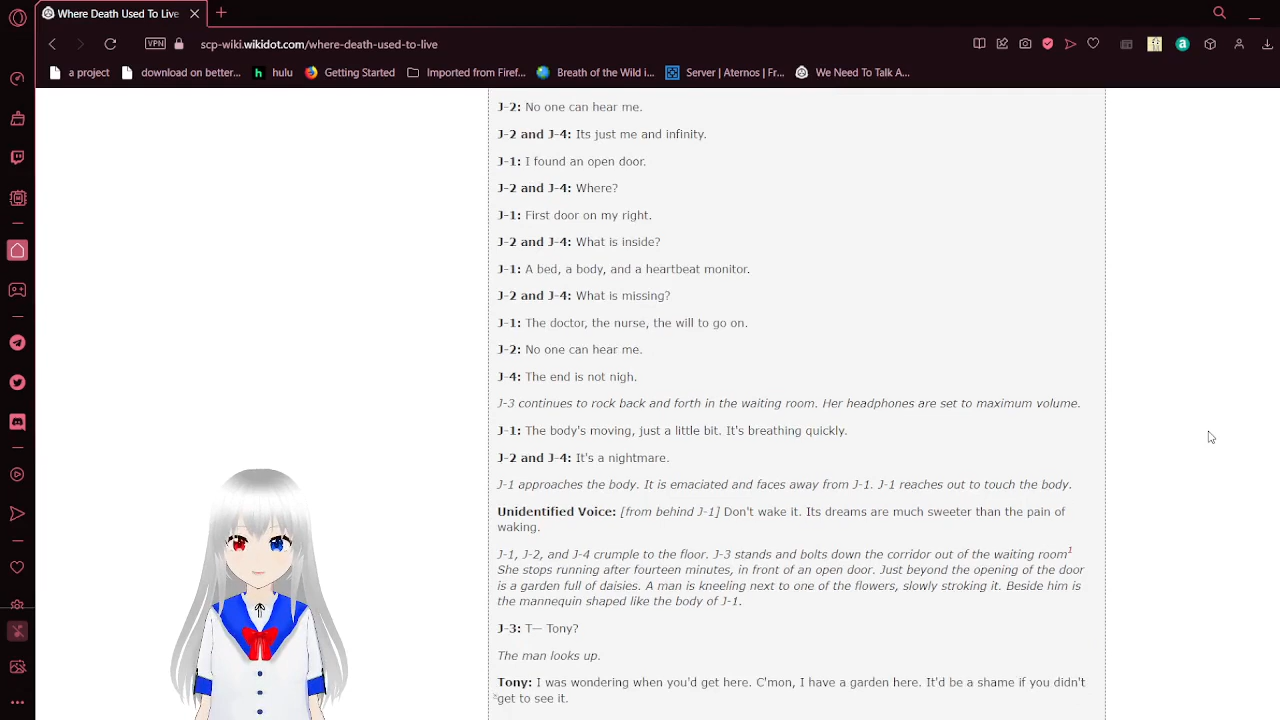 Where Death Used To Live
VPN
scp-wiki.wikidot.com/where-death-used-to-live
a project
download on better...
hulu
Getting Started
Imported from Firef...
Breath of the Wild i...
Server | Aternos | Fr...
We Need To Talk A...
J-2: No one can hear me.
J-2 and J-4: Its just me and infinity.
J-1: I found an open door.
J-2 and J-4: Where?
J-1: First door on my right.
J-2 and J-4: What is inside?
J-1: A bed, a body, and a heartbeat monitor.
J-2 and J-4: What is missing?
J-1: The doctor, the nurse, the will to go on.
J-2: No one can hear me.
J-4: The end is not nigh.
J-3 continues to rock back and forth in the waiting room. Her headphones are set to maximum volume.
J-1: The body's moving, just a little bit. It's breathing quickly.
J-2 and J-4: It's a nightmare.
J-1 approaches the body. It is emaciated and faces away from J-1. J-1 reaches out to touch the body.
Unidentified Voice: [from behind J-1] Don't wake it. Its dreams are much sweeter than the pain of
waking.
J-1, J-2, and J-4 crumple to the floor. J-3 stands and bolts down the corridor out of the waiting room1
She stops running after fourteen minutes, in front of an open door. Just beyond the opening of the door
is a garden full of daisies. A man is kneeling next to one of the flowers, slowly stroking it. Beside him is
the mannequin shaped like the body of J-1.
J-3: T— Tony?
The man looks up.
Tony: I was wondering when you'd get here. C'mon, I have a garden here. It'd be a shame if you didn't
get to see it.